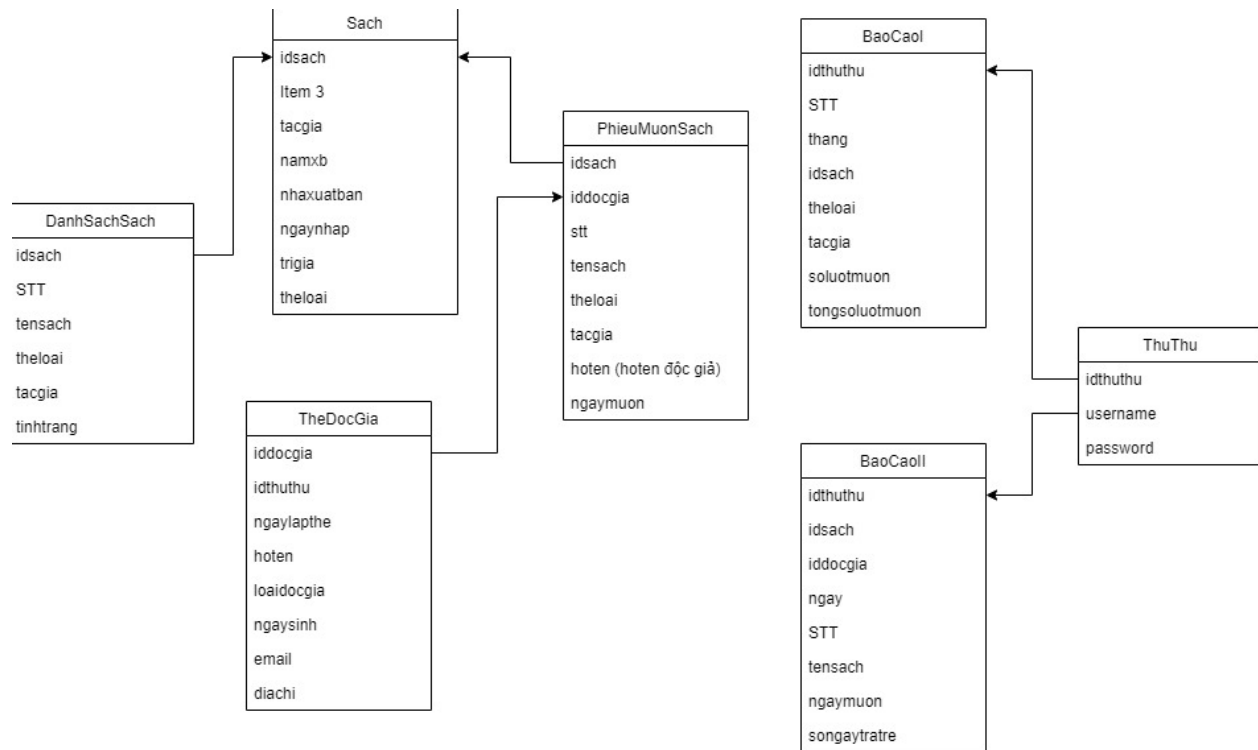 Sach
idsach
Item 3
tacgia
namxb
nhaxuatban
ngaynhap
trigia
theloai
DanhSachSach
idsach
STT
tensach
theloai
tacgia
tinhtrang
PhieuMuonSach
idsach
iddocgia
stt
tensach
theloai
tacgia
hoten (hoten độc giả)
ngaymuon
TheDocGia
iddocgia
idthuthu
ngaylapthe
hoten
loaidocgia
ngaysinh
email
diachi
BaoCaoI
idthuthu
STT
thang
idsach
theloai
tacgia
soluotmuon
tongsoluotmuon
ThuThu
idthuthu
username
password
BaoCaoII
idthuthu
idsach
iddocgia
ngay
STT
tensach
ngaymuon
songaytratre